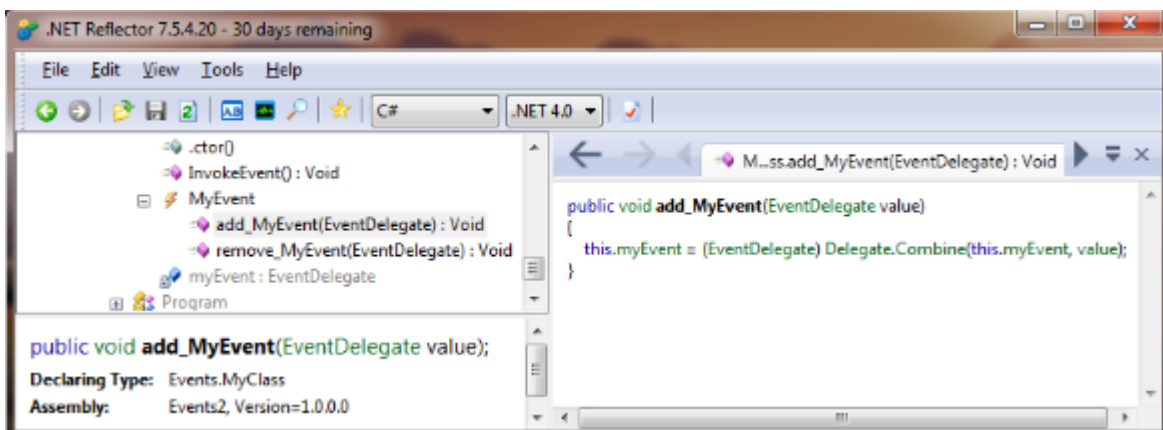 .NET Reflector 7.5.4.20 - 30 days remaining
File Edit View Tools Help
C# .NET 4.0
.ctor()
InvokeEvent() : Void
MyEvent
add_MyEvent(EventDelegate) : Void
remove_MyEvent(EventDelegate) : Void
myEvent : EventDelegate
Program
public void add_MyEvent(EventDelegate value);
Declaring Type: Events.MyClass
Assembly: Events2, Version=1.0.0.0
M...ss.add_MyEvent(EventDelegate) : Void
public void add_MyEvent(EventDelegate value)
{
this.myEvent = (EventDelegate) Delegate.Combine(this.myEvent, value);
}